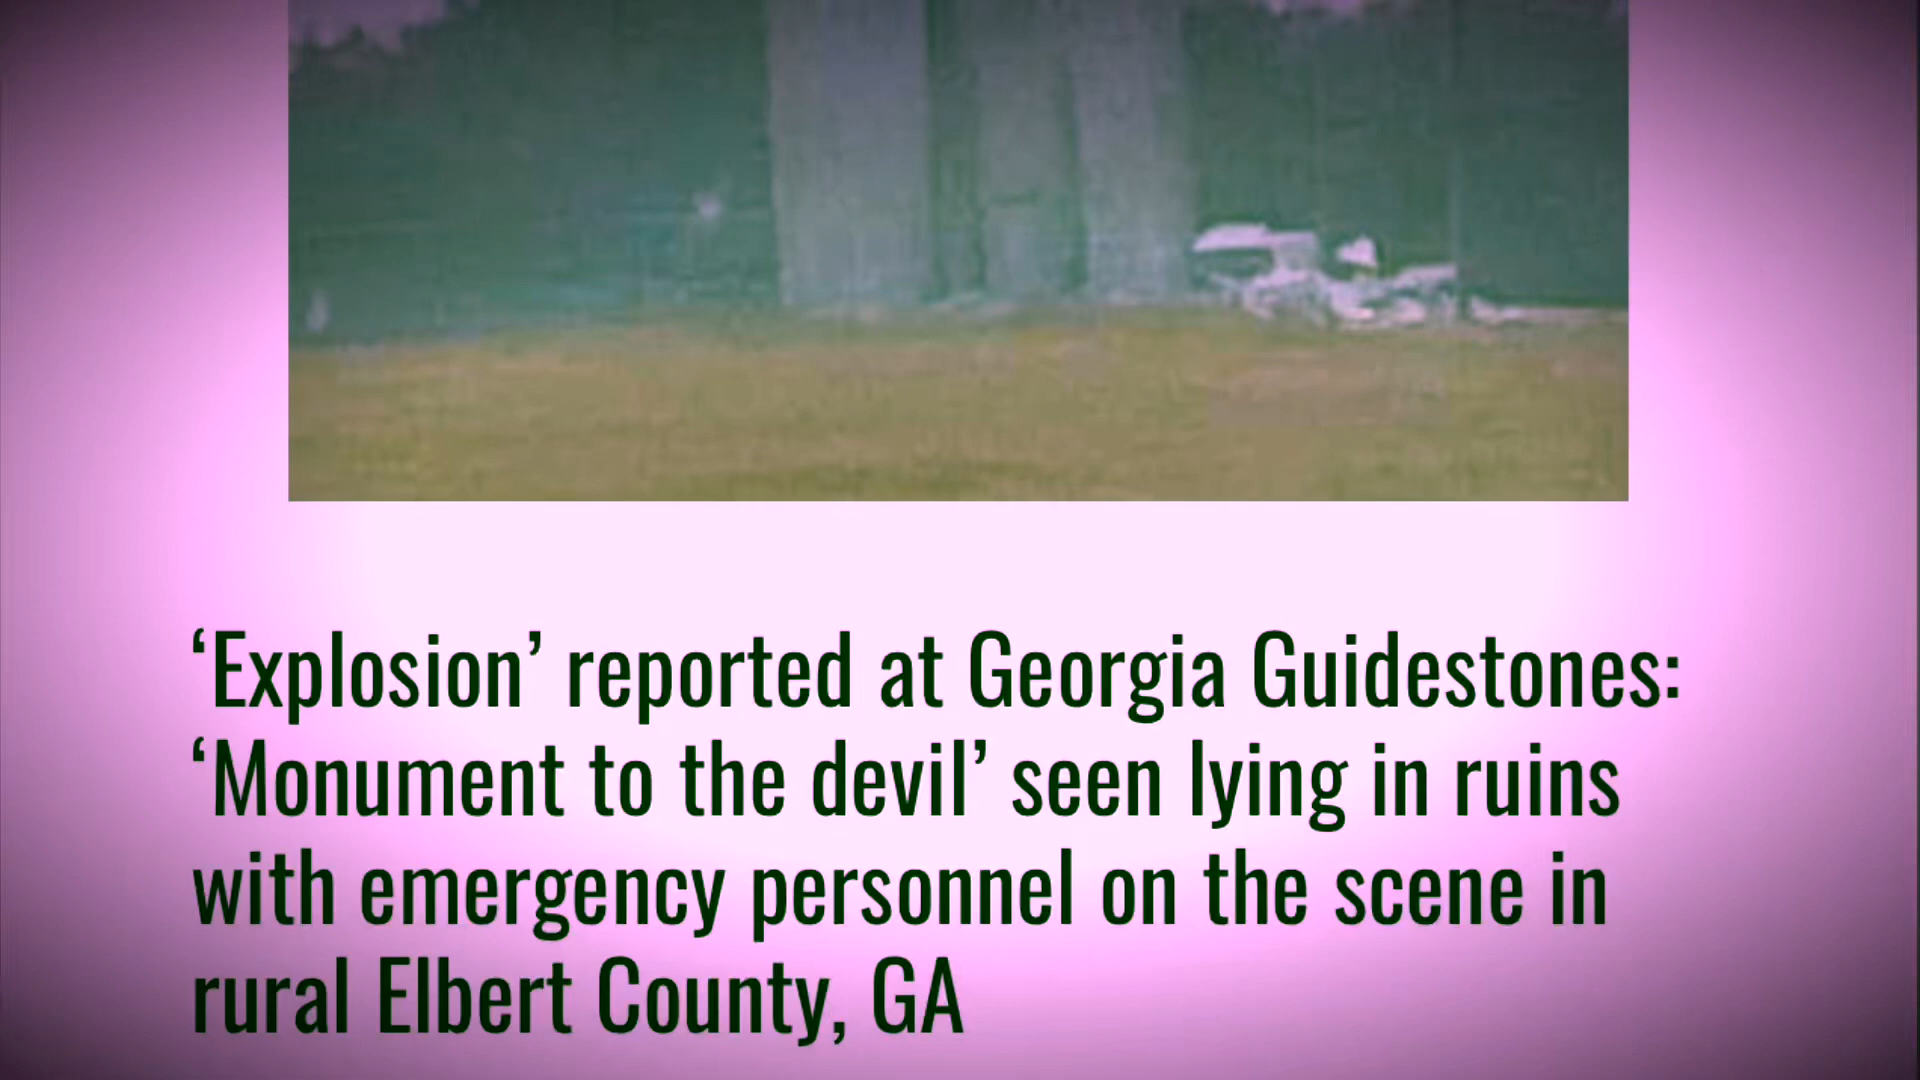 ‘Explosion’ reported at Georgia Guidestones:
‘Monument to the devil’ seen lying in ruins
with emergency personnel on the scene in
rural Elbert County, GA